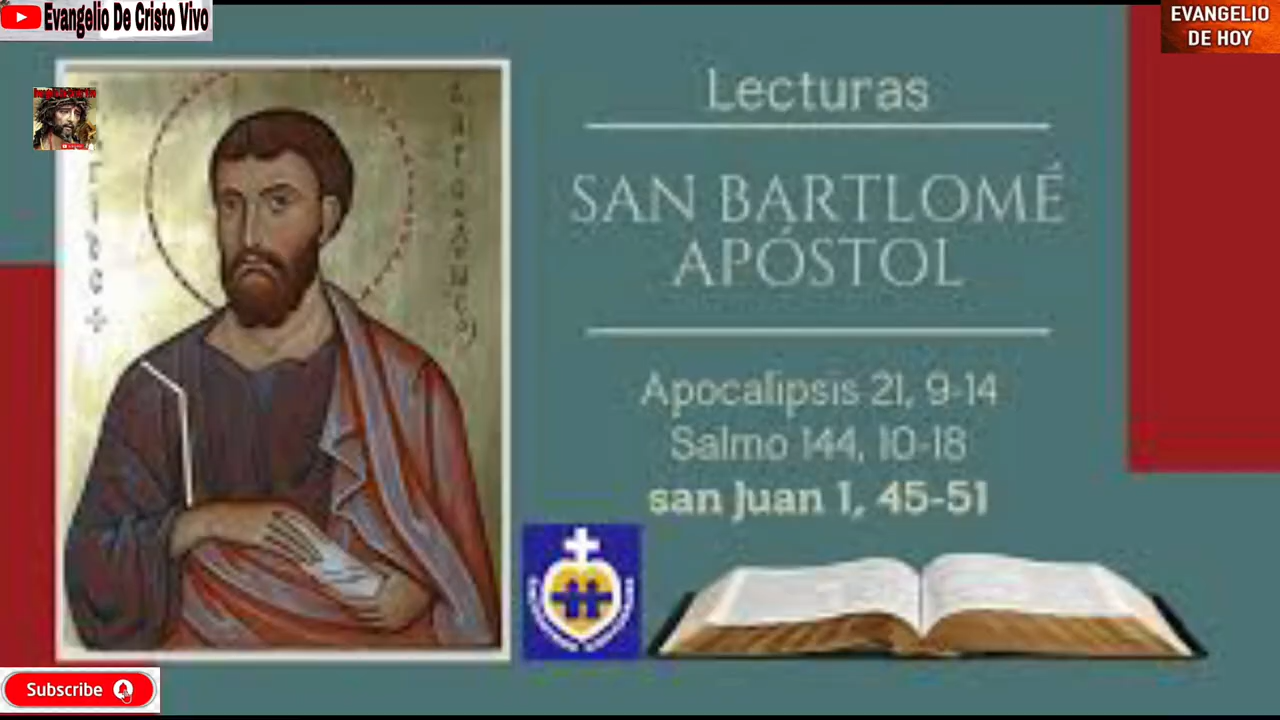 Evangelio De Cristo Vivo
EVANGELIO
DE HOY
Lecturas
SAN BARTLOMÉ
APÓSTOL
Apocalipsis 21, 9-14
Salmo 144, 10-18
san Juan 1, 45-51
Subscribe